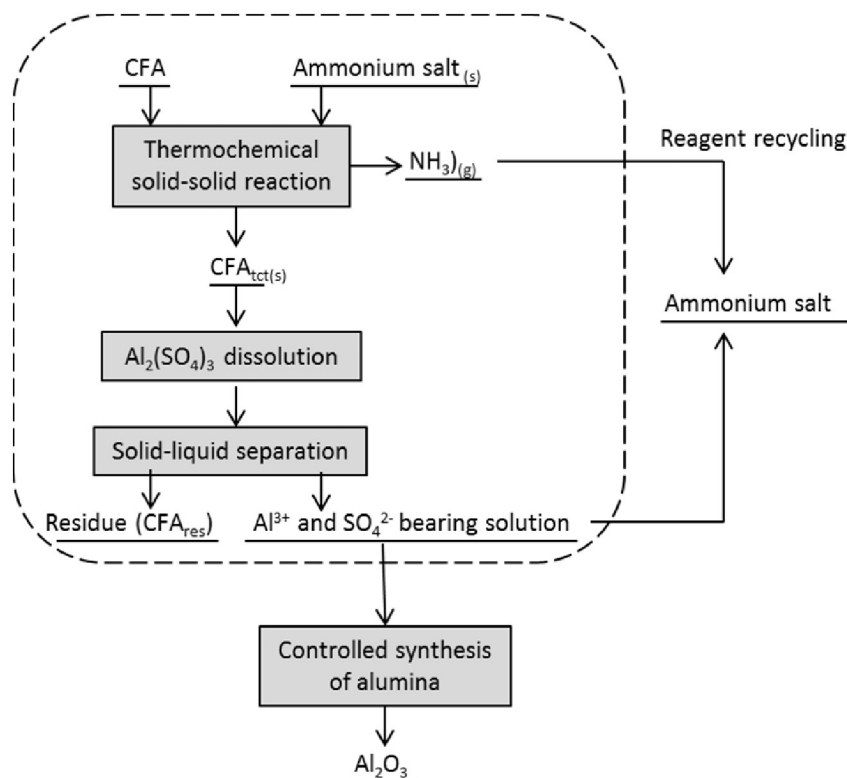 CFA
Ammonium salt (s)
Thermochemical
solid-solid reaction
NH₃)(g)
Reagent recycling
CFAtct(s)
Ammonium salt
Al₂(SO₄)₃ dissolution
Solid-liquid separation
Residue (CFAres)
Al³⁺ and SO₄²⁻ bearing solution
Controlled synthesis
of alumina
Al₂O₃